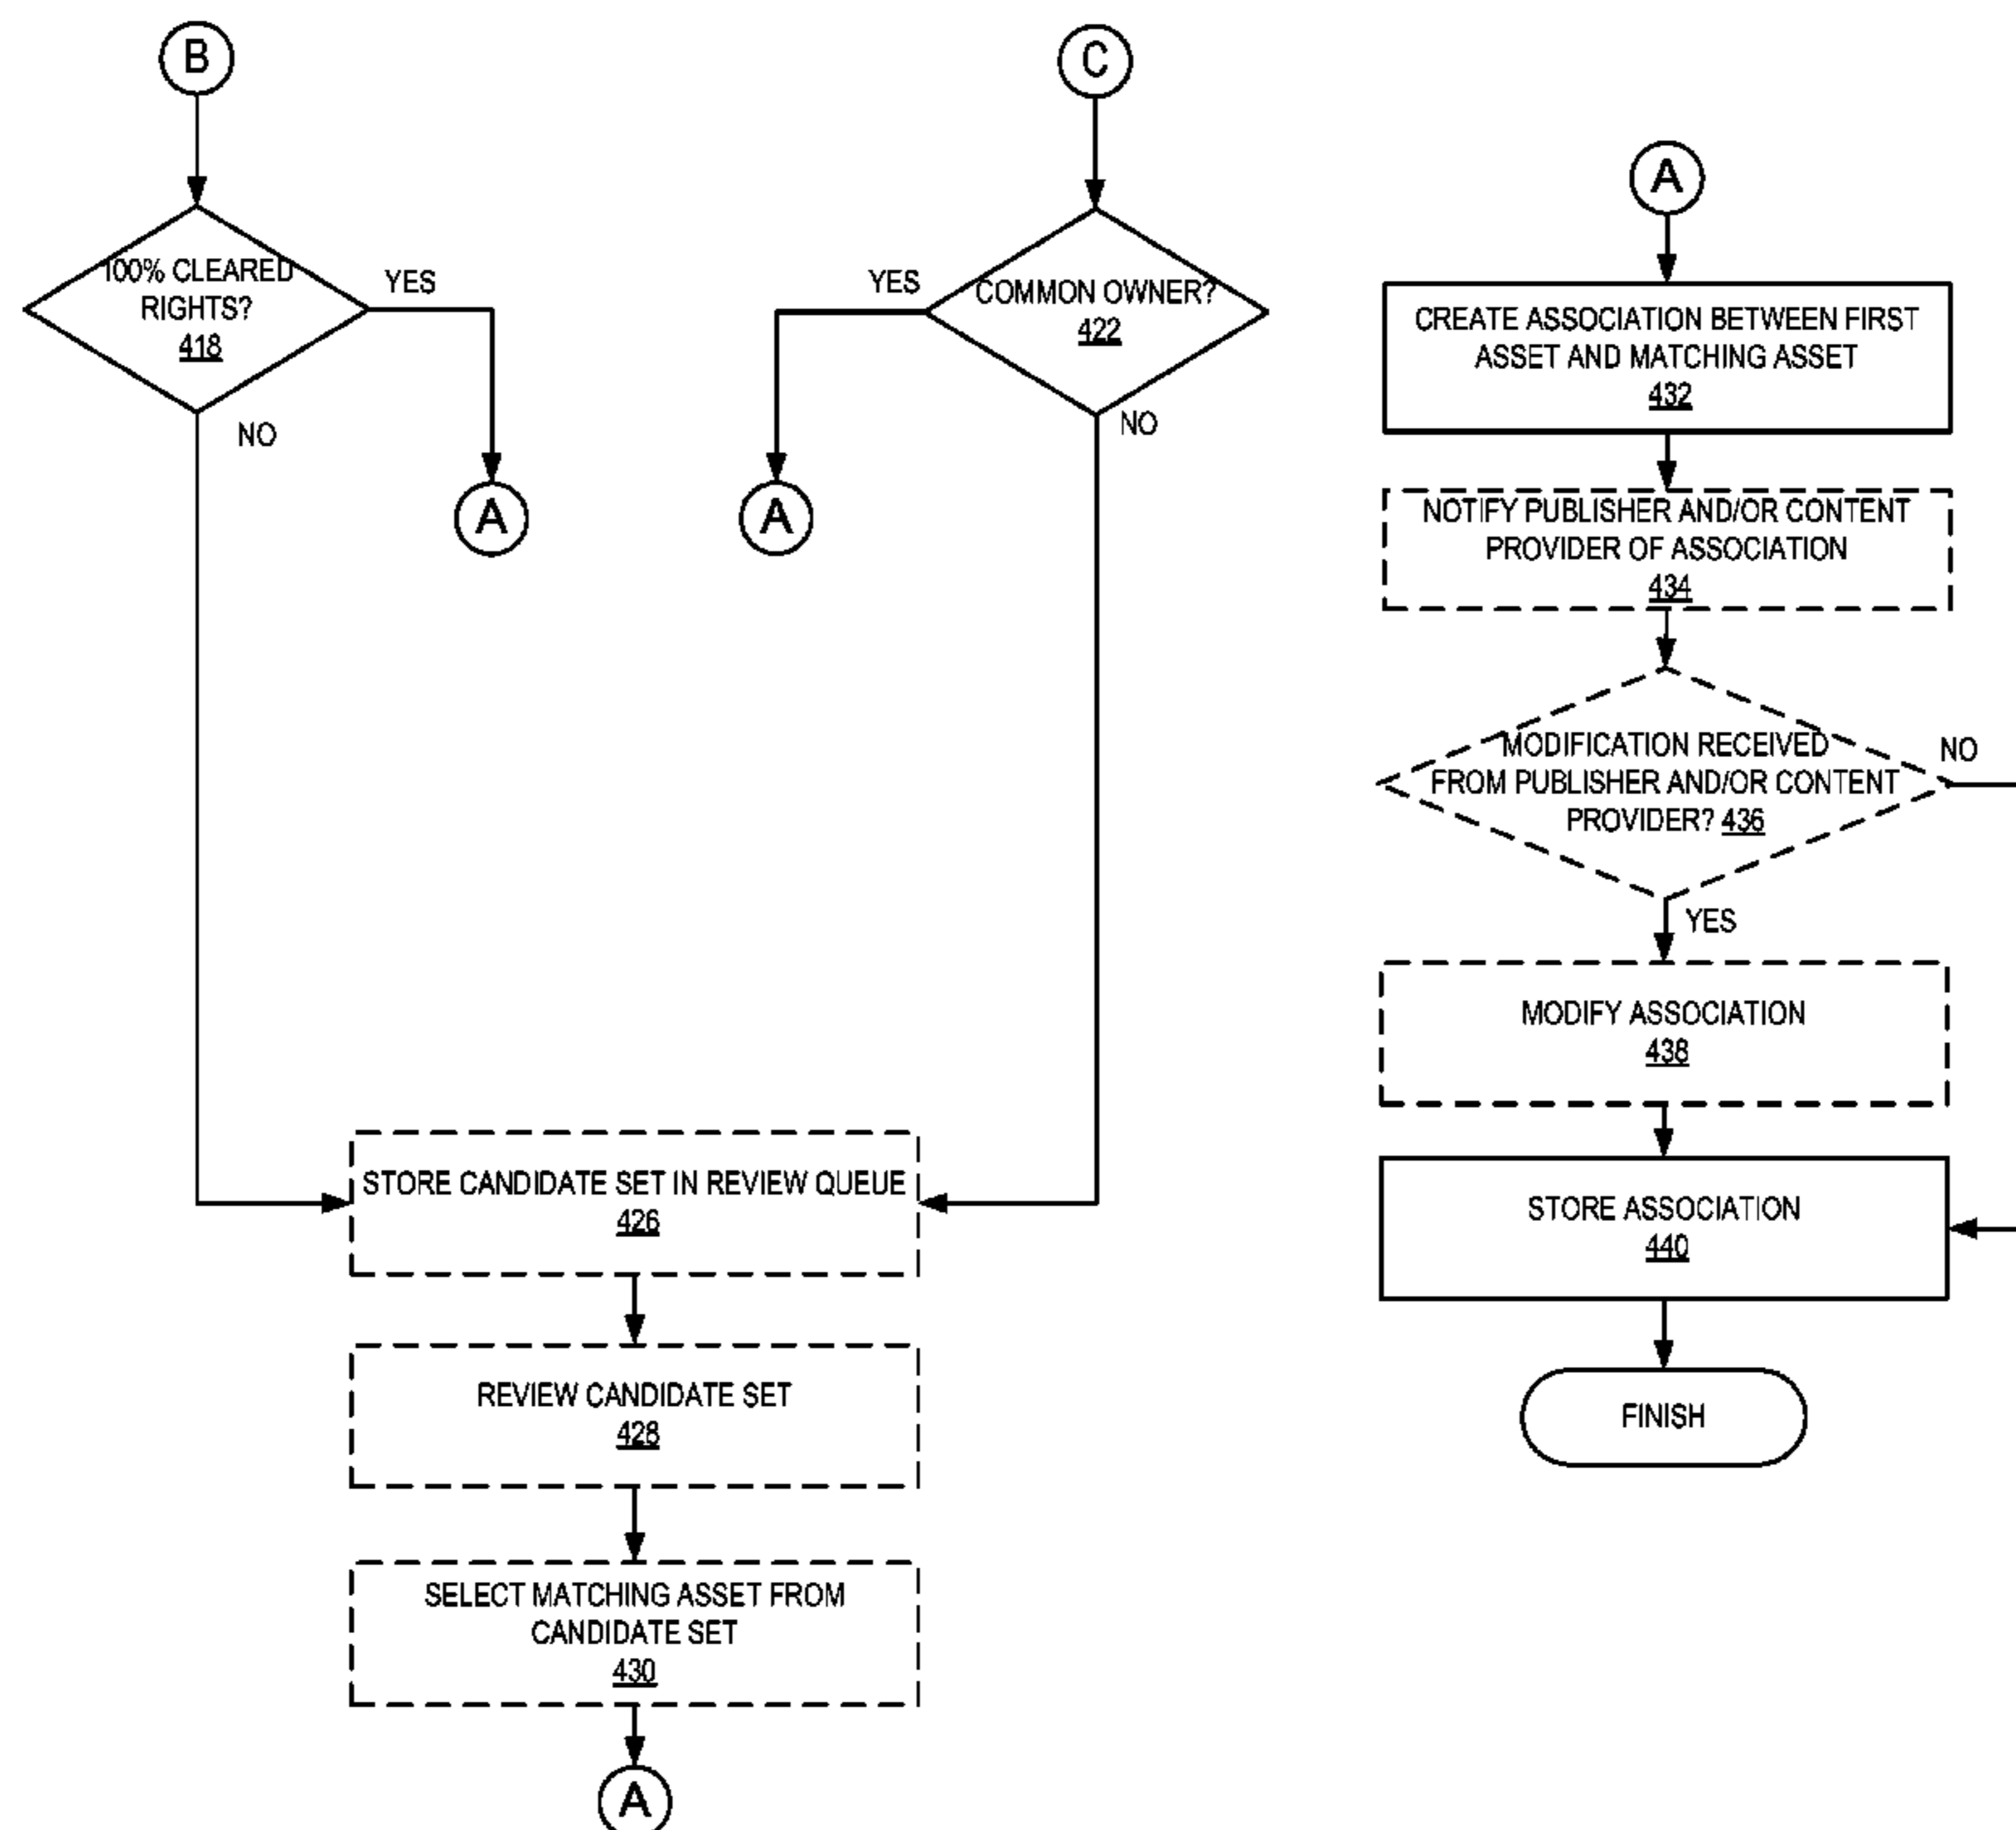 B
100% CLEARED
RIGHTS?
418
YES
NO
A
C
COMMON OWNER?
422
YES
NO
A
STORE CANDIDATE SET IN REVIEW QUEUE
426
REVIEW CANDIDATE SET
428
SELECT MATCHING ASSET FROM
CANDIDATE SET
430
A
A
CREATE ASSOCIATION BETWEEN FIRST
ASSET AND MATCHING ASSET
432
NOTIFY PUBLISHER AND/OR CONTENT
PROVIDER OF ASSOCIATION
434
MODIFICATION RECEIVED
FROM PUBLISHER AND/OR CONTENT
PROVIDER? 436
NO
YES
MODIFY ASSOCIATION
438
STORE ASSOCIATION
440
FINISH